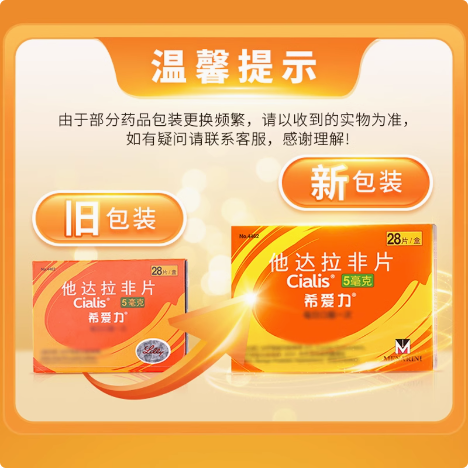 温馨提示
由于部分药品包装更换频繁，请以收到的实物为准，
如有疑问请联系客服，感谢理解!
新包装
旧包装
No.4462
28片/盒
他达拉非片
Cialis® 5毫克
希爱力®
MENARINI
28片/盒
他达拉非片
Cialis® 5毫克
希爱力®
Lilly